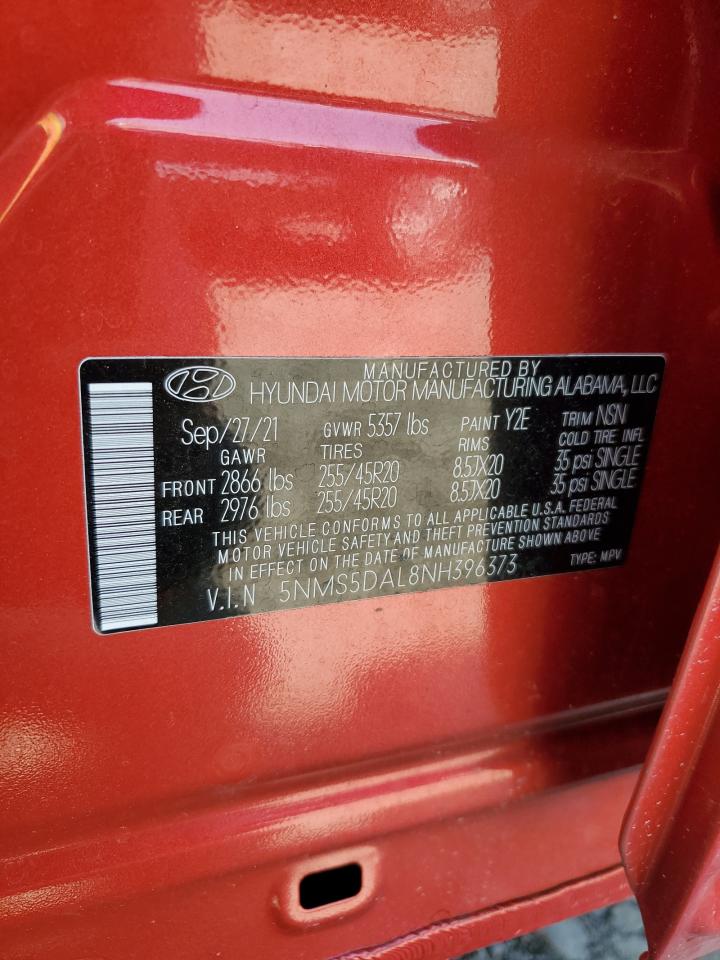 MANUFACTURED BY
HYUNDAI MOTOR MANUFACTURING ALABAMA, LLC
Sep/27/21 GVWR 5357 lbs PAINT Y2E TRIM NSN
GAWR TIRES RIMS COLD TIRE INFL
FRONT 2866 lbs 255/45R20 8.5JX20 35 psi SINGLE
REAR 2976 lbs 255/45R20 8.5JX20 35 psi SINGLE
THIS VEHICLE CONFORMS TO ALL APPLICABLE U.S.A. FEDERAL
MOTOR VEHICLE SAFETY AND THEFT PREVENTION STANDARDS
IN EFFECT ON THE DATE OF MANUFACTURE SHOWN ABOVE
V.I.N 5NMS5DAL8NH396373 TYPE: MPV